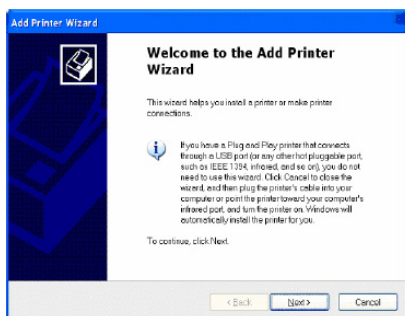 Add Printer Wizard
Welcome to the Add Printer
Wizard
This wizard helps you install a printer or make printer
connections.
If you have a Plug and Play printer that connects
through a USB port (or any other hot pluggable port,
such as IEEE 1394, infrared, and so on), you do not
need to use this wizard. Click Cancel to close the
wizard, and then plug the printer's cable into your
computer or point the printer toward your computer's
infrared port, and turn the printer on. Windows will
automatically install the printer for you.
To continue, click Next.
< Back
Next >
Cancel